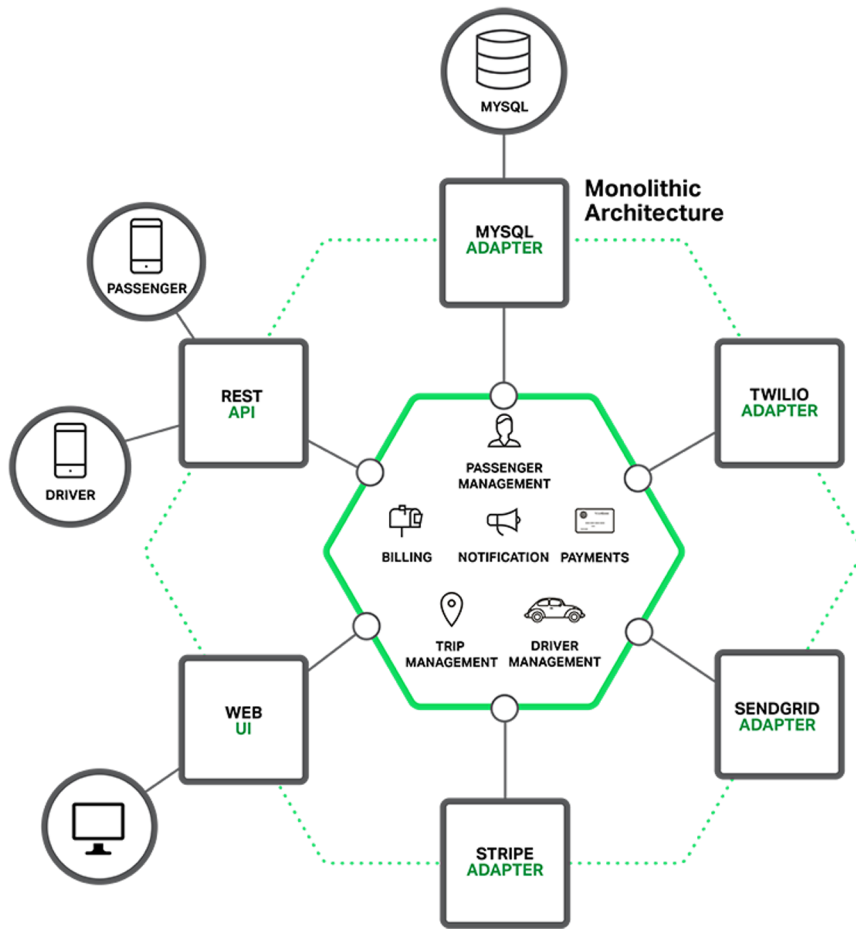 MYSQL
Monolithic
Architecture
MYSQL
ADAPTER
PASSENGER
REST
API
TWILIO
ADAPTER
DRIVER
PASSENGER
MANAGEMENT
BILLING
NOTIFICATION
PAYMENTS
TRIP
MANAGEMENT
DRIVER
MANAGEMENT
WEB
UI
SENDGRID
ADAPTER
STRIPE
ADAPTER